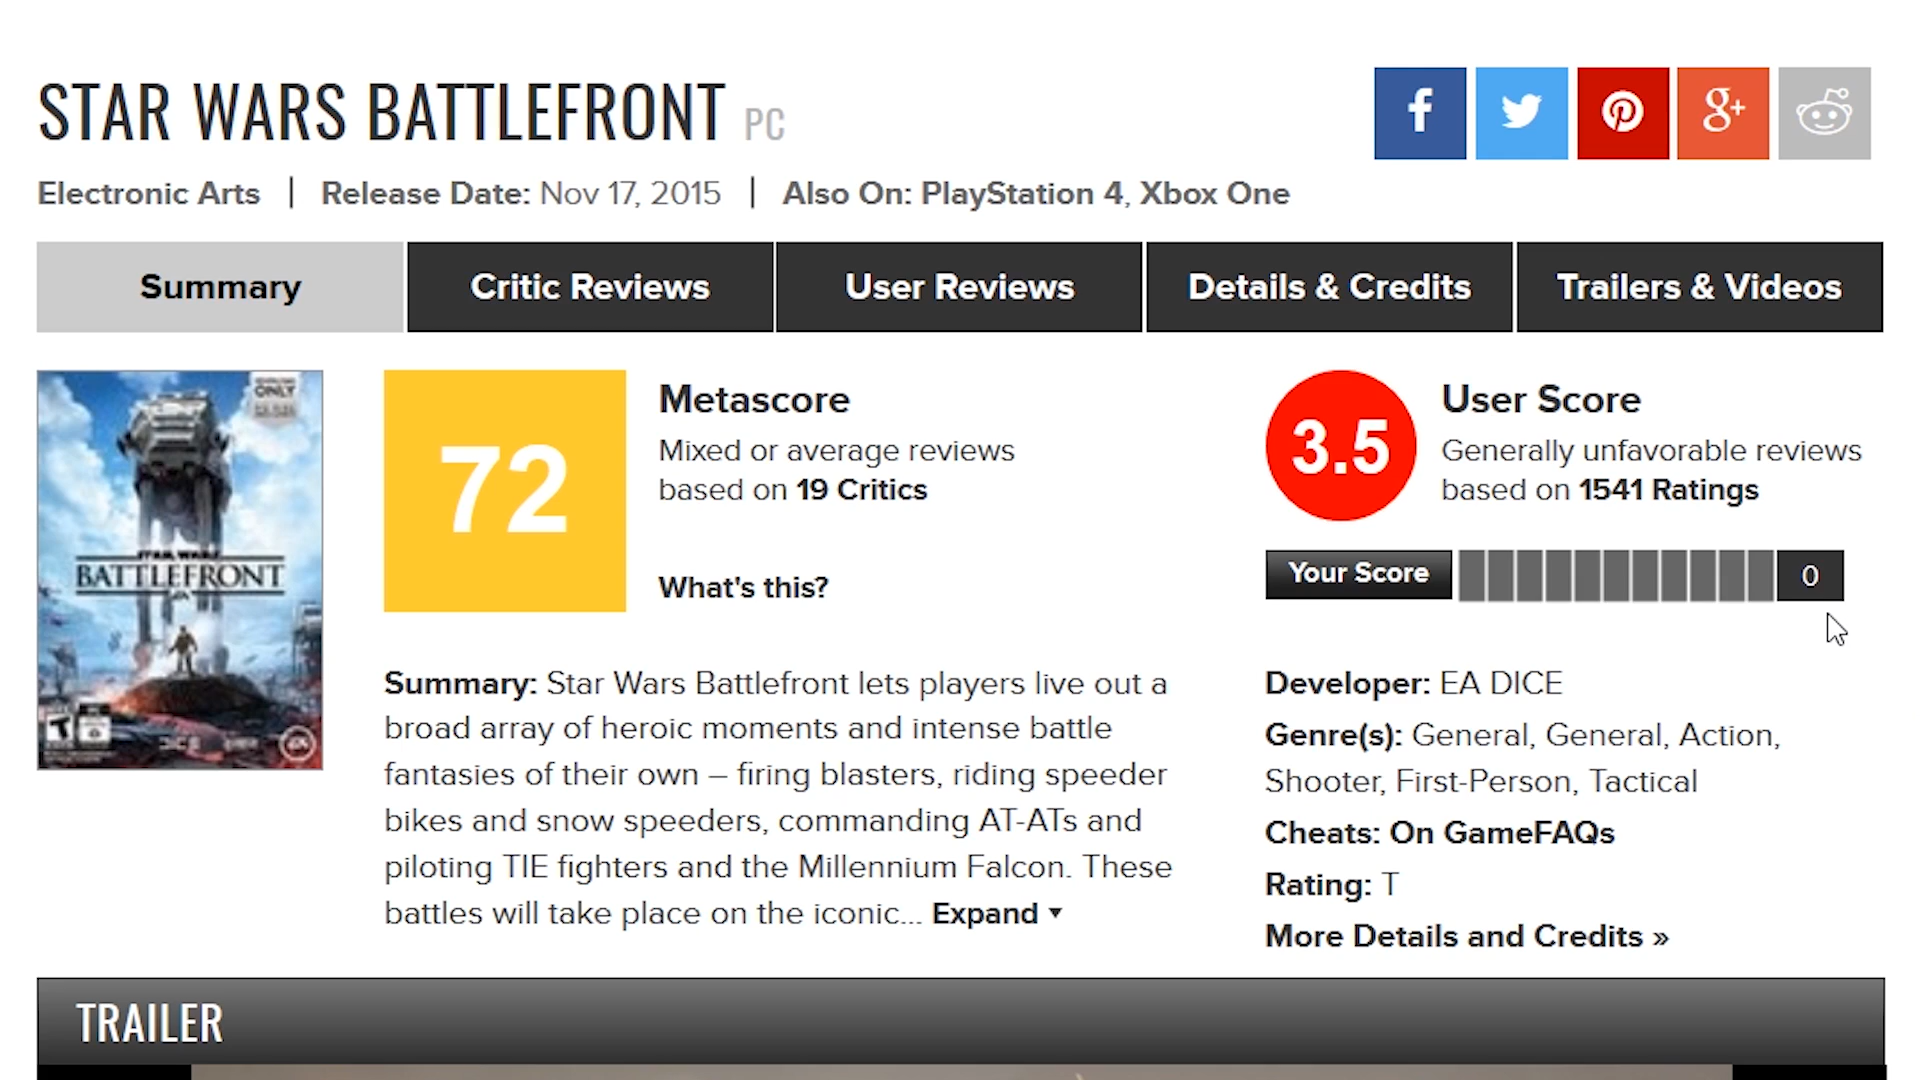 STAR WARS BATTLEFRONT PC
Electronic Arts | Release Date: Nov 17, 2015 | Also On: PlayStation 4, Xbox One
Summary
Critic Reviews
User Reviews
Details & Credits
Trailers & Videos
ONLY
STAR WARS
BATTLEFRONT
T
EA
72
Metascore
Mixed or average reviews
based on 19 Critics
What's this?
3.5
User Score
Generally unfavorable reviews
based on 1541 Ratings
Your Score
0
Summary: Star Wars Battlefront lets players live out a
broad array of heroic moments and intense battle
fantasies of their own – firing blasters, riding speeder
bikes and snow speeders, commanding AT-ATs and
piloting TIE fighters and the Millennium Falcon. These
battles will take place on the iconic... Expand ▾
Developer: EA DICE
Genre(s): General, General, Action,
Shooter, First-Person, Tactical
Cheats: On GameFAQs
Rating: T
More Details and Credits »
TRAILER